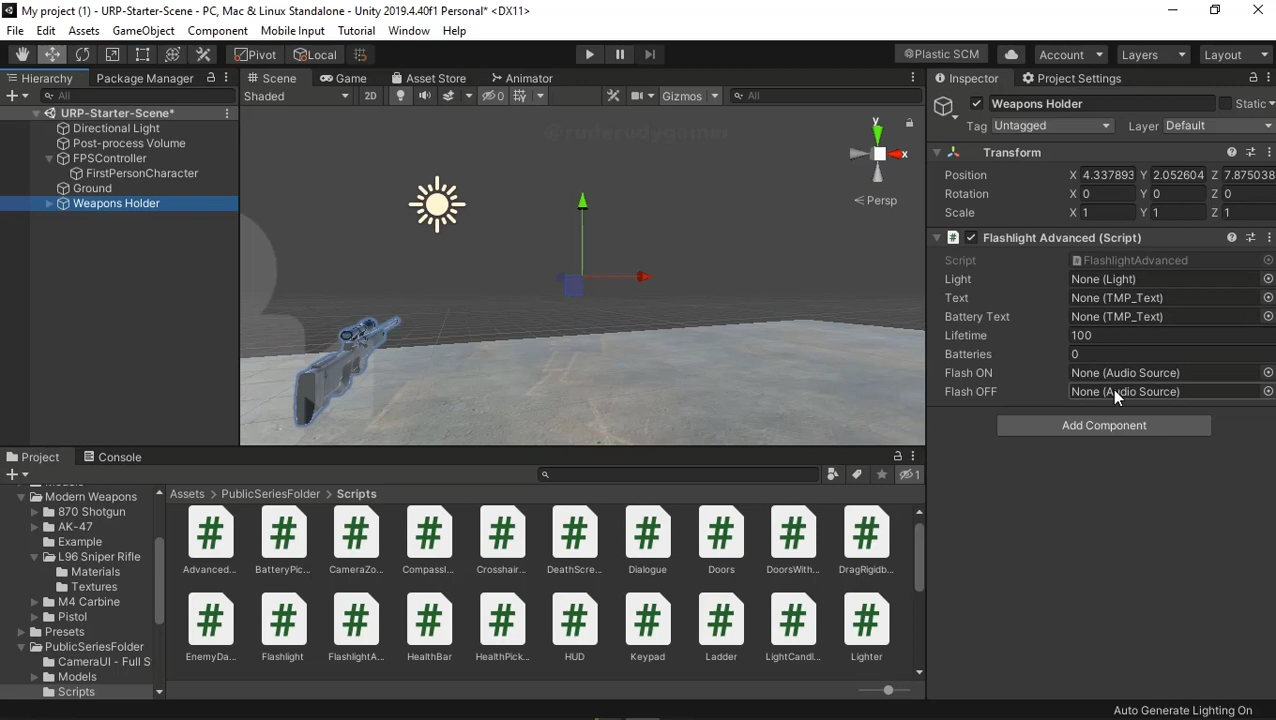 My project (1) - URP-Starter-Scene - PC, Mac & Linux Standalone - Unity 2019.4.40f1 Personal* <DX11>
File Edit Assets GameObject Component Mobile Input Tutorial Window Help
Pivot Local Plastic SCM Account Layers Layout
Hierarchy Package Manager Scene Game Asset Store Animator Inspector Project Settings
All Shaded 2D 0 Gizmos All
Weapons Holder Static
Tag Untagged Layer Default
URP-Starter-Scene*
Directional Light
Post-process Volume
FPSController
FirstPersonCharacter
Ground
Weapons Holder
@ruderudygamer
y
x
Persp
Transform
Position X 4.337893 Y 2.052604 Z 7.875038
Rotation X 0 Y 0 Z 0
Scale X 1 Y 1 Z 1
# Flashlight Advanced (Script)
Script FlashlightAdvanced
Light None (Light)
Text None (TMP_Text)
Battery Text None (TMP_Text)
Lifetime 100
Batteries 0
Flash ON None (Audio Source)
Flash OFF None (Audio Source)
Add Component
Project Console
1
Modern Weapons
870 Shotgun
AK-47
Example
L96 Sniper Rifle
Materials
Textures
M4 Carbine
Pistol
Presets
PublicSeriesFolder
CameraUI - Full S
Models
Scripts
Assets > PublicSeriesFolder > Scripts
# # # # # # # # # #
Advanced... BatteryPic... CameraZo... CompassI... Crosshair... DeathScre... Dialogue Doors DoorsWith... DragRigidb...
# # # # # # # # # #
EnemyDa... Flashlight FlashlightA... HealthBar HealthPick... HUD Keypad Ladder LightCandl... Lighter
Auto Generate Lighting On